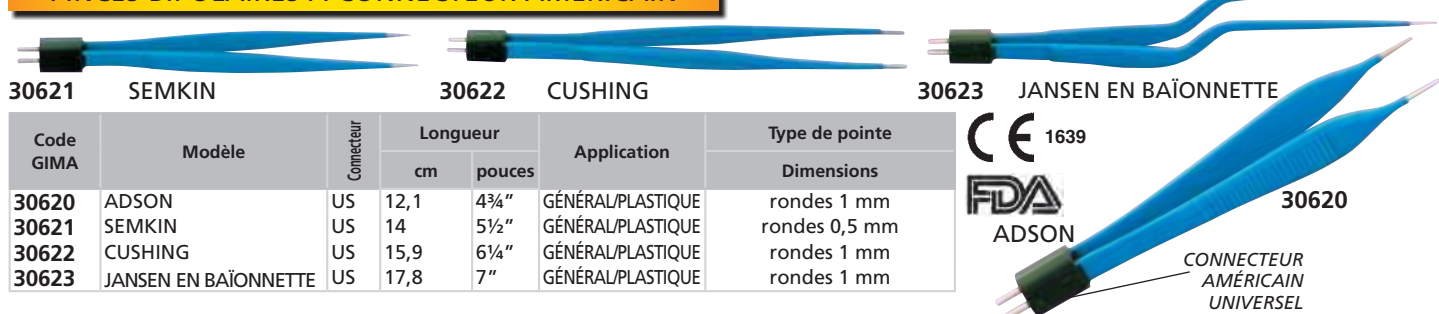 30621 SEMKIN
30622 CUSHING
30623 JANSEN EN BAÏONNETTE
Code GIMA Modèle Connecteur Longueur Application Type de pointe
cm pouces Dimensions
30620 ADSON US 12,1 4¾” GÉNÉRAL/PLASTIQUE rondes 1 mm
30621 SEMKIN US 14 5½” GÉNÉRAL/PLASTIQUE rondes 0,5 mm
30622 CUSHING US 15,9 6¼” GÉNÉRAL/PLASTIQUE rondes 1 mm
30623 JANSEN EN BAÏONNETTE US 17,8 7” GÉNÉRAL/PLASTIQUE rondes 1 mm
CE 1639
FDA
ADSON
30620
CONNECTEUR
AMÉRICAIN
UNIVERSEL